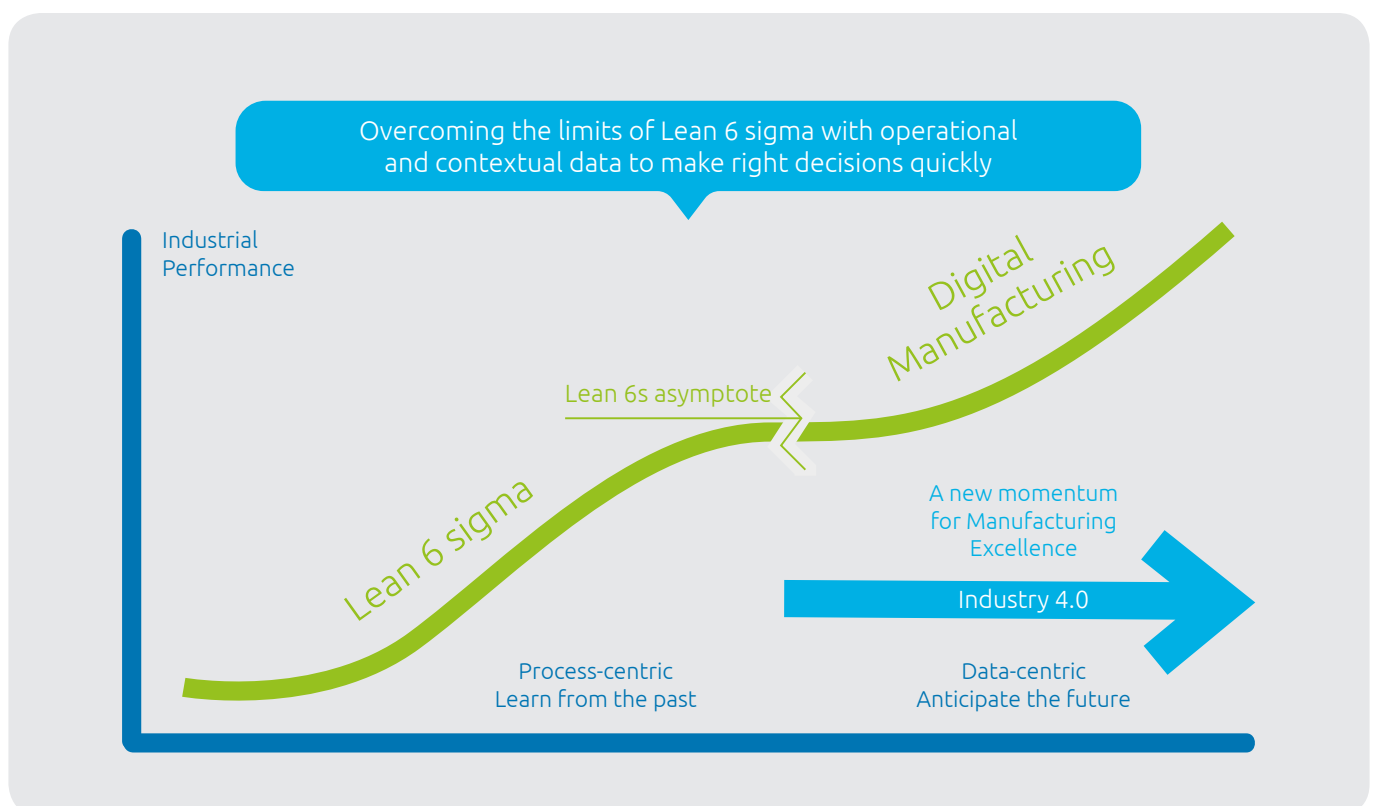 Overcoming the limits of Lean 6 sigma with operational
and contextual data to make right decisions quickly
Industrial
Performance
Digital
Manufacturing
Lean 6s asymptote
Lean 6 sigma
A new momentum
for Manufacturing
Excellence
Industry 4.0
Process-centric
Learn from the past
Data-centric
Anticipate the future